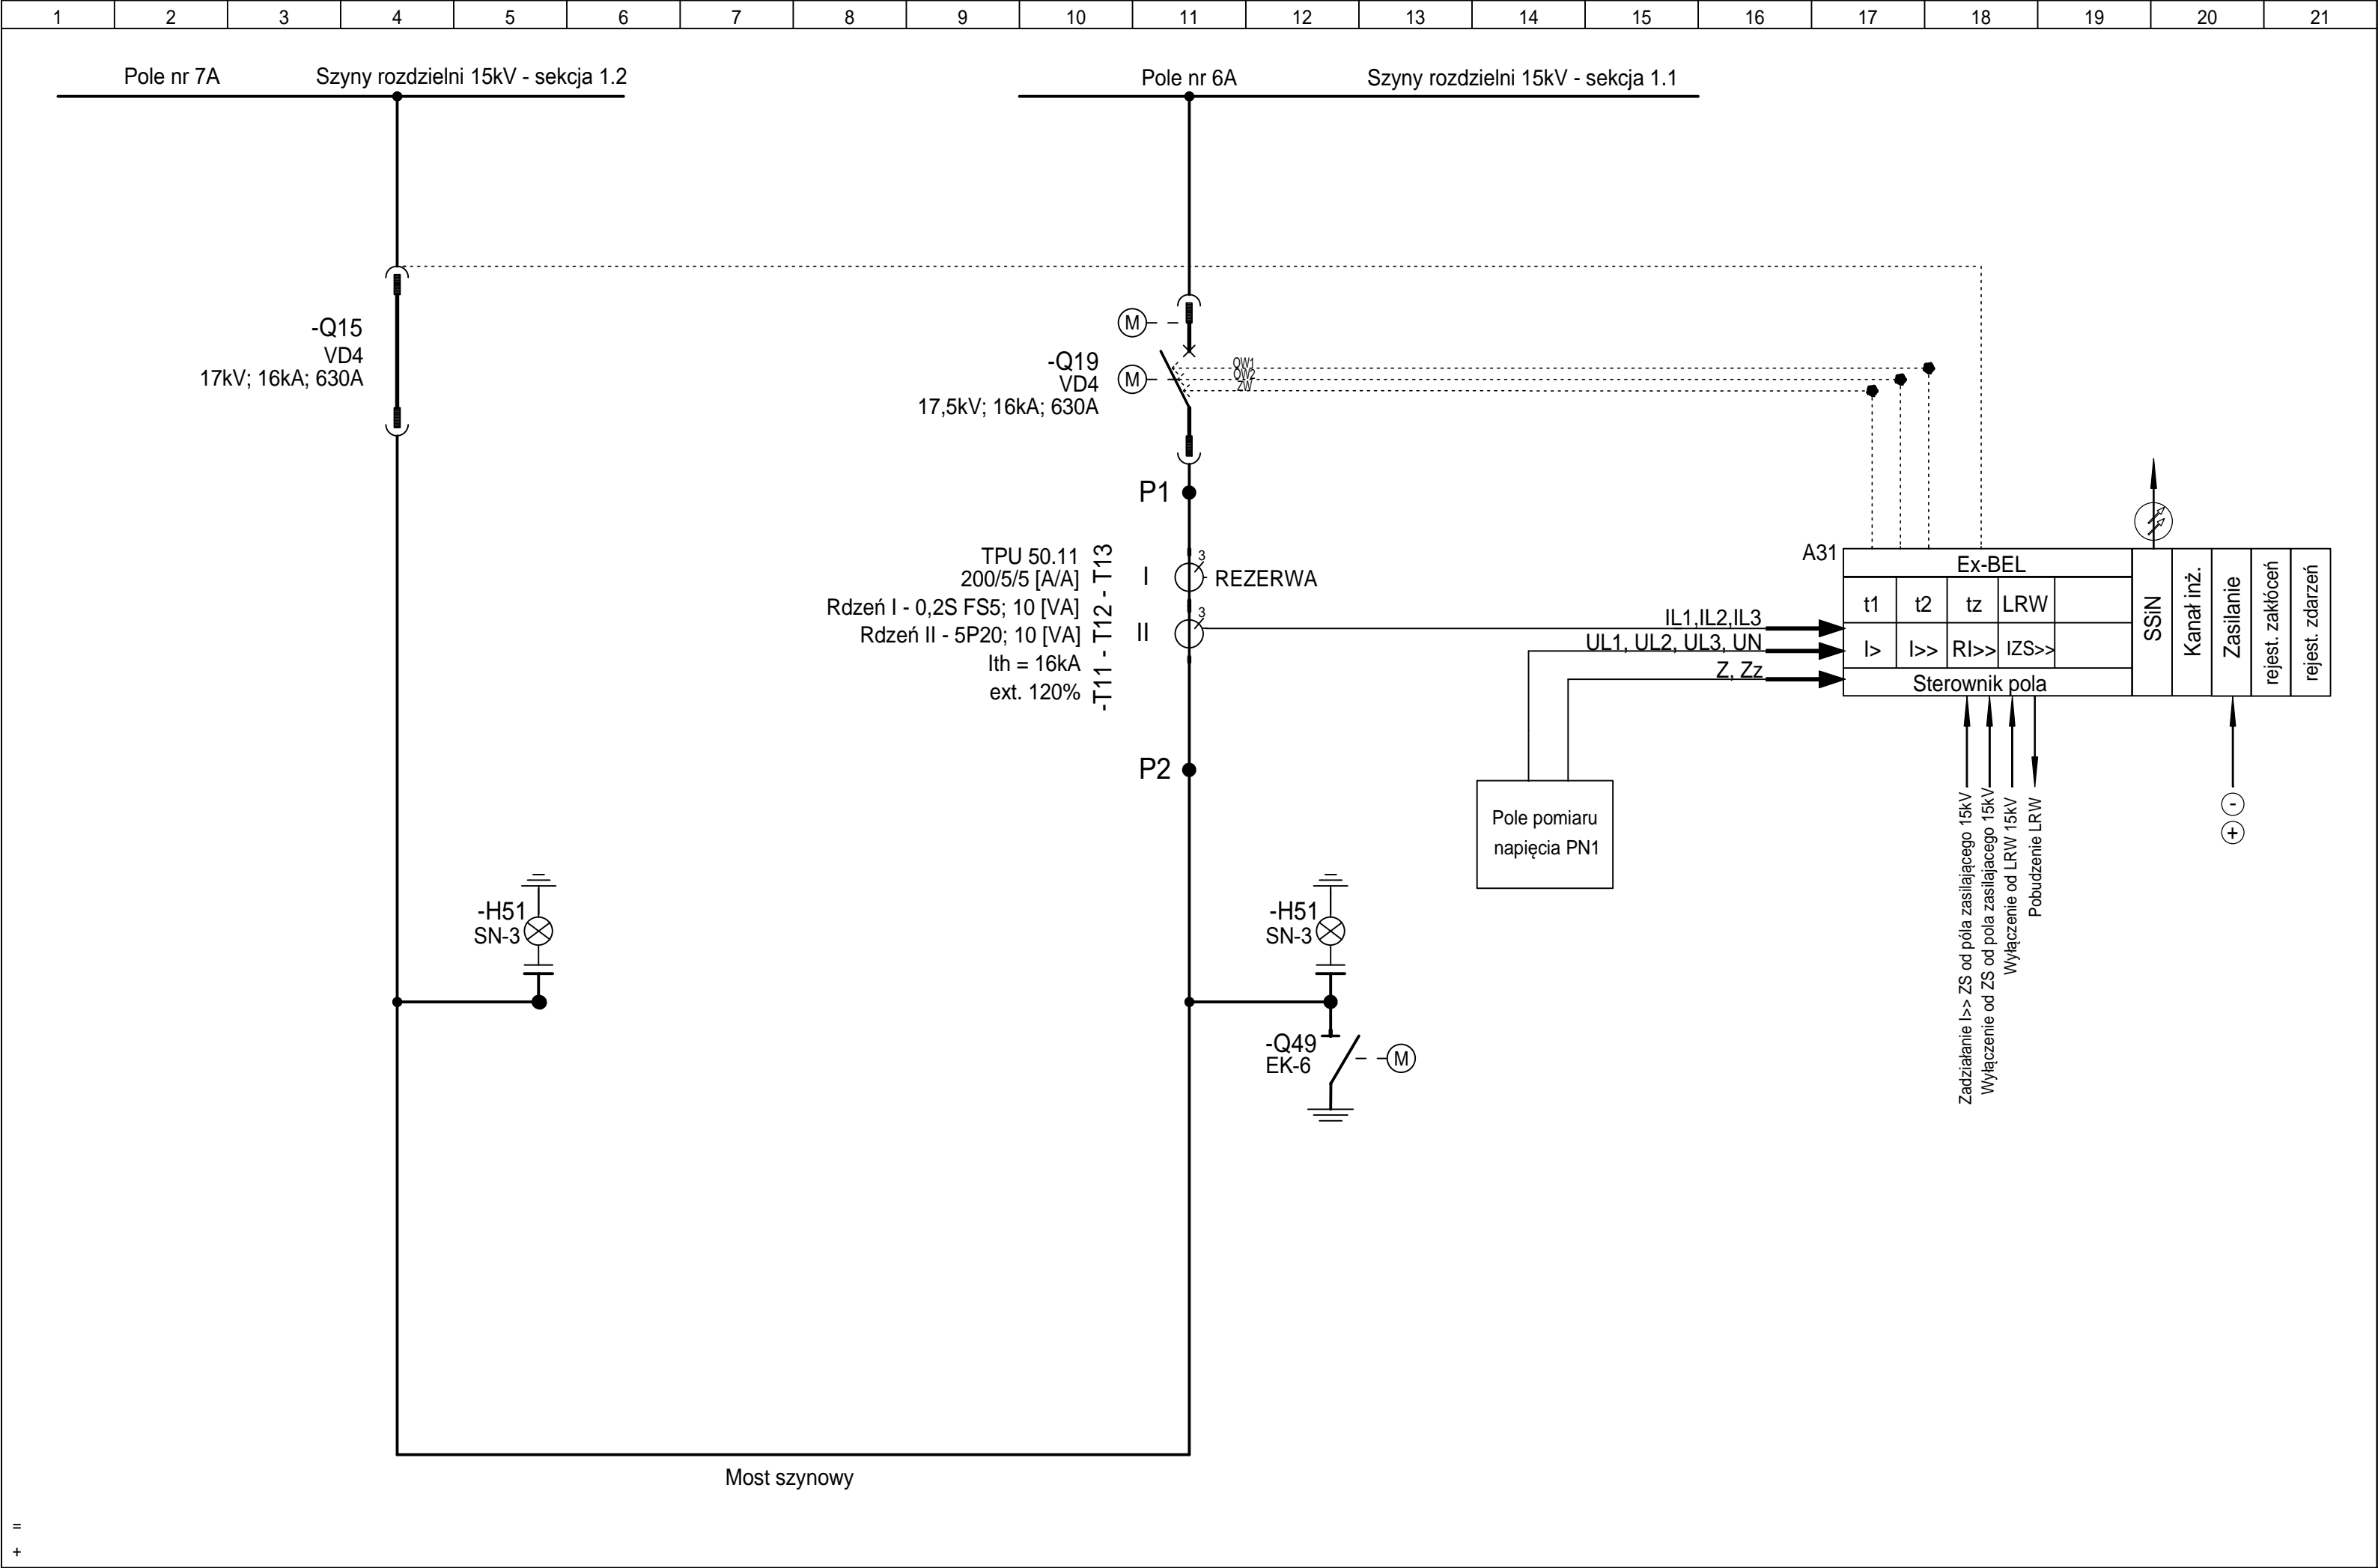 1 2 3 4 5 6 7 8 9 10 11 12 13 14 15 16 17 18 19 20 21
Pole nr 7A
Szyny rozdzielni 15kV - sekcja 1.2
Pole nr 6A
Szyny rozdzielni 15kV - sekcja 1.1
-Q15
VD4
17kV; 16kA; 630A
M
-Q19
VD4
17,5kV; 16kA; 630A
M
OW1
OW2
ZW
P1
TPU 50.11
200/5/5 [A/A]
Rdzeń I - 0,2S FS5; 10 [VA]
Rdzeń II - 5P20; 10 [VA]
Ith = 16kA
ext. 120%
-T11 - T12 - T13
I
3
REZERWA
II
3
P2
IL1,IL2,IL3
UL1, UL2, UL3, UN
Z, Zz
A31
Ex-BEL
t1 t2 tz LRW
I> I>> RI>> IZS>>
Sterownik pola
SSiN
Kanał inż.
Zasilanie
rejest. zakłóceń
rejest. zdarzeń
Pole pomiaru
napięcia PN1
Zadziałanie I>> ZS od póla zasilającego 15kV
Wyłączenie od ZS od pola zasilajacego 15kV
Wyłączenie od LRW 15kV
Pobudzenie LRW
-
+
-H51
SN-3
-H51
SN-3
-Q49
EK-6
M
Most szynowy
=
+